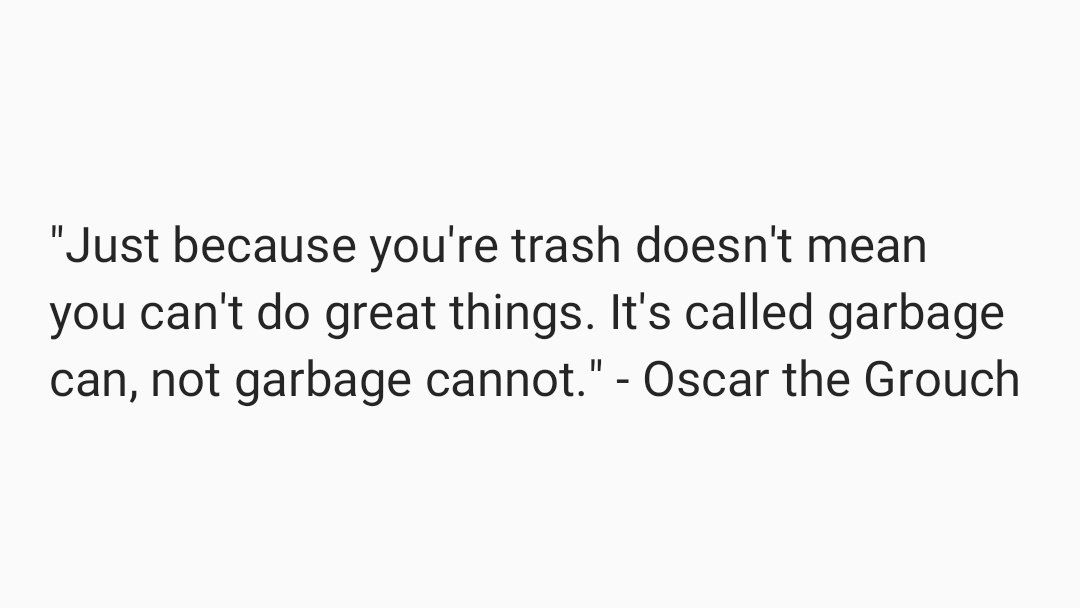 "Just because you're trash doesn't mean
you can't do great things. It's called garbage
can, not garbage cannot." - Oscar the Grouch